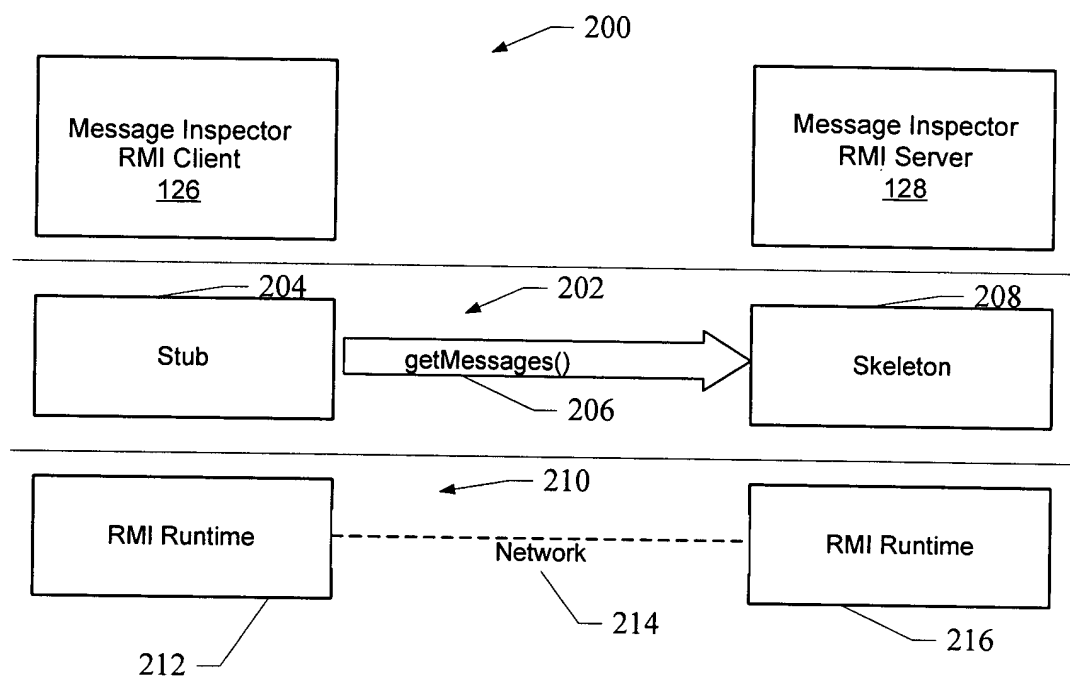 200
Message Inspector
RMI Client
126
Message Inspector
RMI Server
128
204
202
208
Stub
getMessages()
Skeleton
206
210
RMI Runtime
Network
RMI Runtime
214
212
216